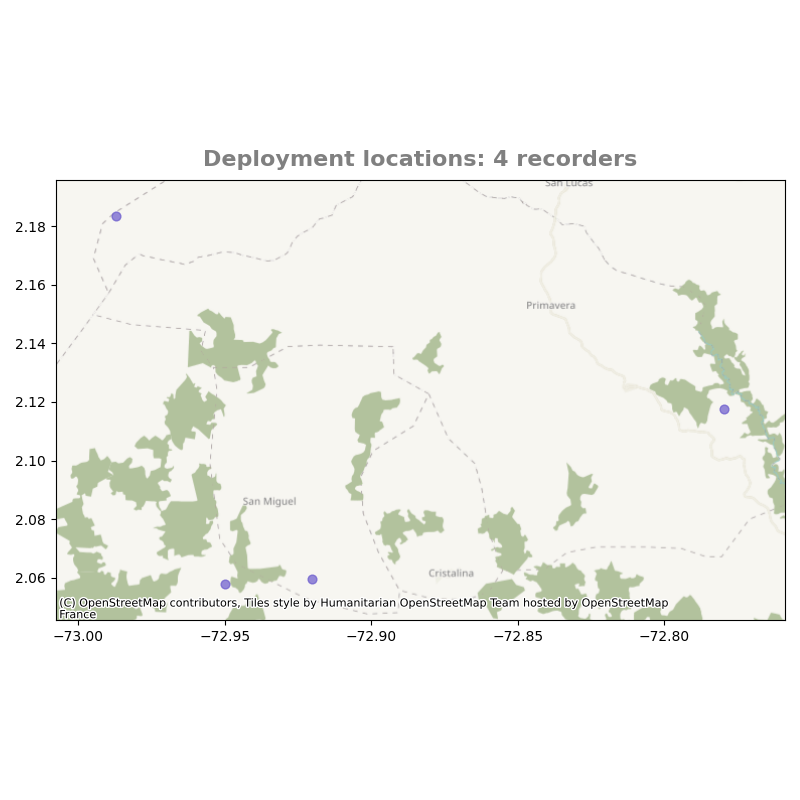 Deployment locations: 4 recorders
San Lucas
2.18
2.16
Primavera
2.14
2.12
2.10
San Miguel
2.08
Cristalina
2.06
(C) OpenStreetMap contributors, Tiles style by Humanitarian OpenStreetMap Team hosted by OpenStreetMap
France
−73.00 −72.95 −72.90 −72.85 −72.80